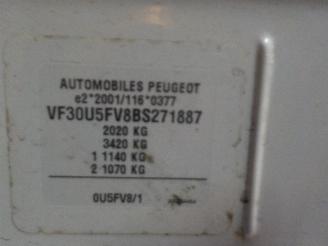 AUTOMOBILES PEUGEOT
e2*2001/116*0377
VF30U5FV8BS271887
2020 KG
3420 KG
1 1140 KG
2 1070 KG
0U5FV8/1